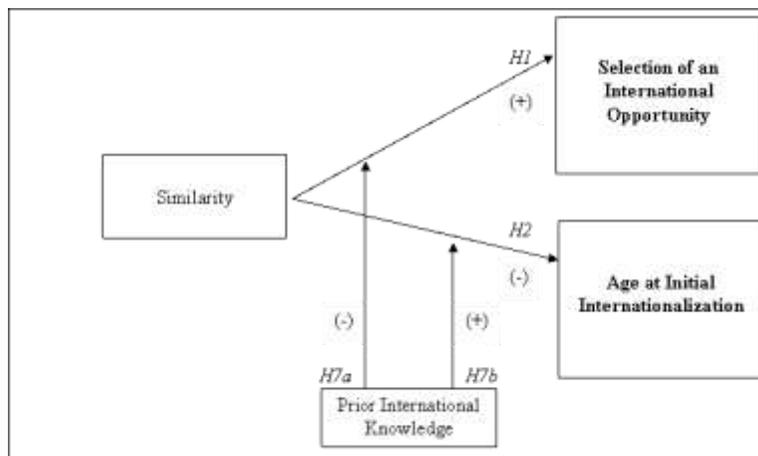 H1
Selection of an
International
Opportunity
(+)
Similarity
H2
(-)
Age at Initial
Internationalization
(-)
(+)
H7a
H7b
Prior International
Knowledge